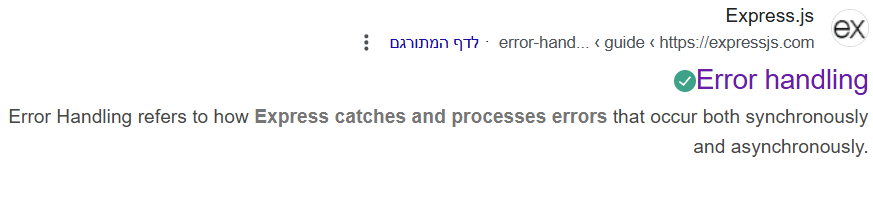 Express.js
ex
לדף המתורגם · error-hand... › guide › https://expressjs.com
Error handling
Error Handling refers to how Express catches and processes errors that occur both synchronously
and asynchronously.